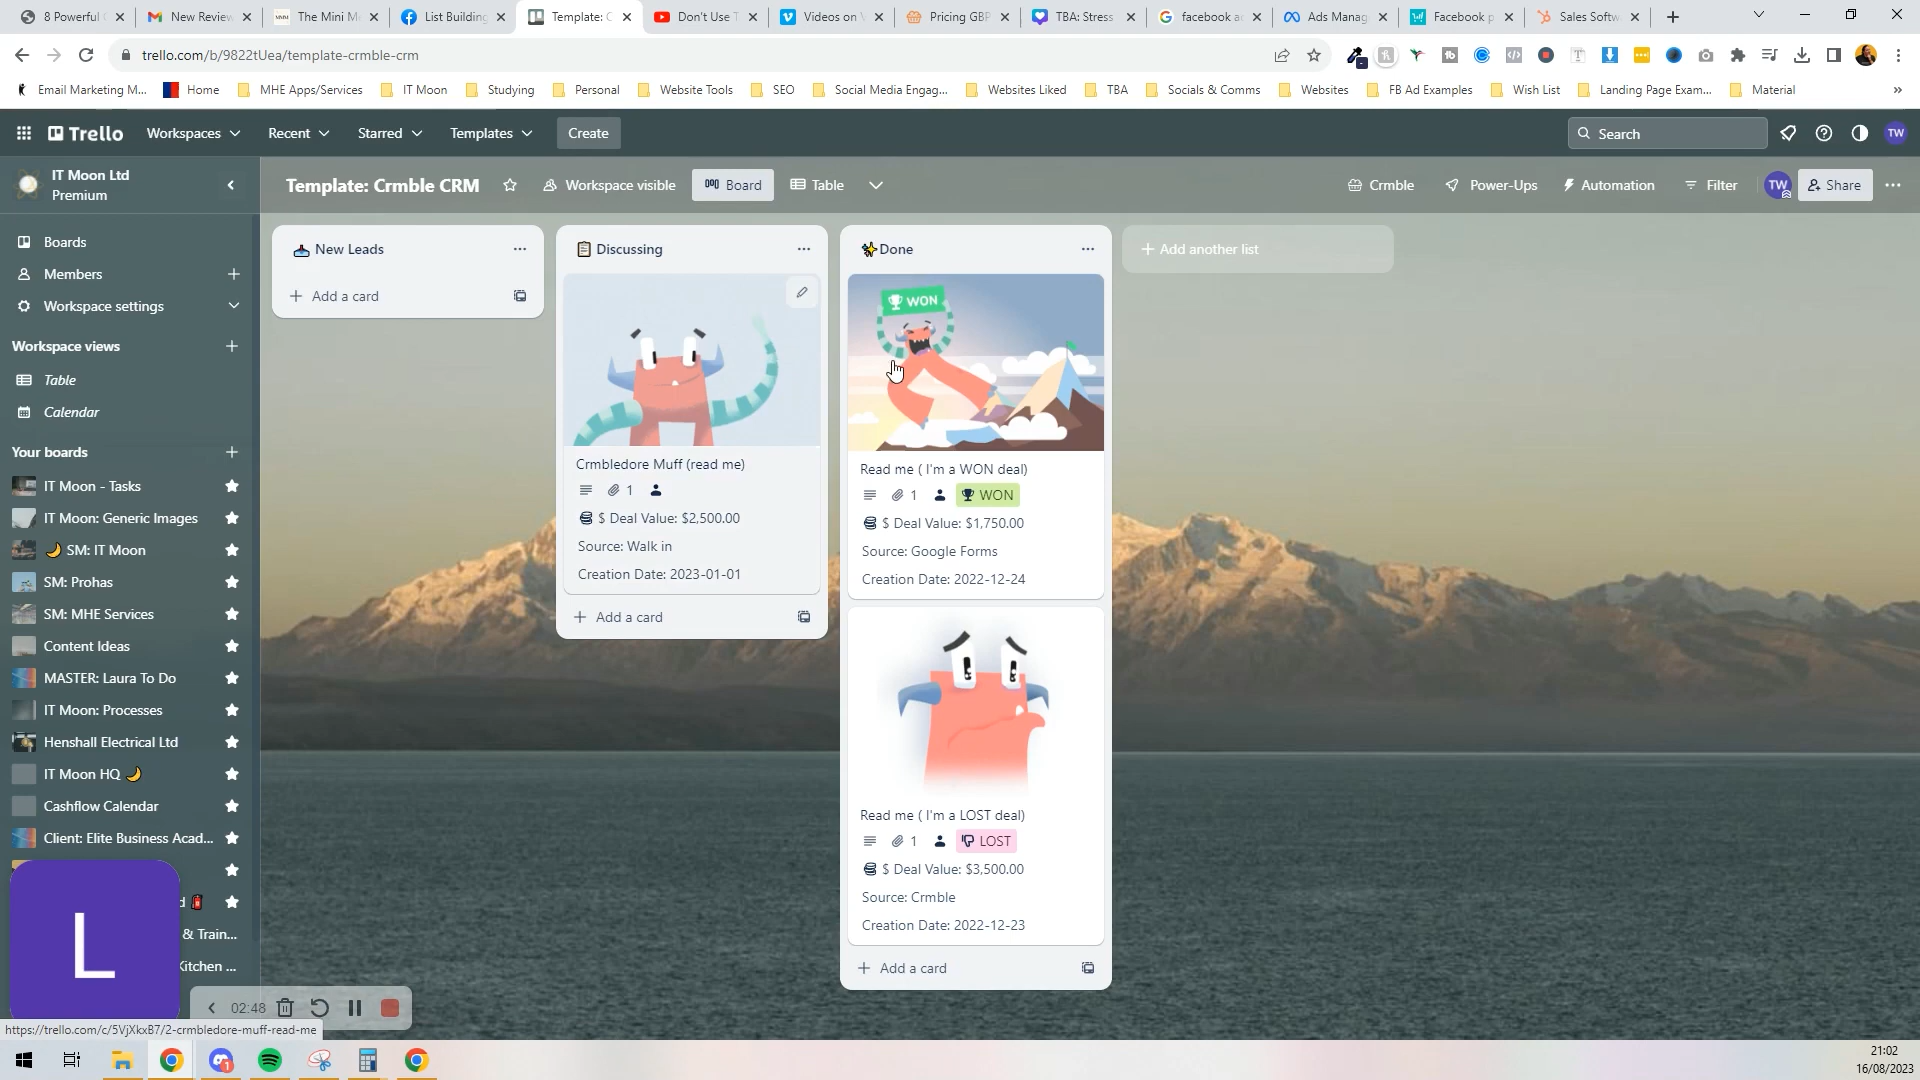 8 Powerful
New Review
The Mini M
List Building
Template: C
Don't Use T
Videos on V
Pricing GBP
TBA: Stress
facebook a
Ads Manag
Facebook p
Sales Softw
trello.com/b/9822tUea/template-crmble-crm
Email Marketing M...
Home
MHE Apps/Services
IT Moon
Studying
Personal
Website Tools
SEO
Social Media Engag...
Websites Liked
TBA
Socials & Comms
Websites
FB Ad Examples
Wish List
Landing Page Exam...
Material
»
Trello
Workspaces
Recent
Starred
Templates
Create
Search
TW
IT Moon Ltd
Premium
Template: Crmble CRM
Workspace visible
Board
Table
Crmble
Power-Ups
Automation
Filter
TW
Share
Boards
Members
Workspace settings
Workspace views
Table
Calendar
Your boards
IT Moon - Tasks
IT Moon: Generic Images
🌙 SM: IT Moon
SM: Prohas
SM: MHE Services
Content Ideas
MASTER: Laura To Do
IT Moon: Processes
Henshall Electrical Ltd
IT Moon HQ 🌙
Cashflow Calendar
Client: Elite Business Acad...
& Train...
Kitchen ...
New Leads
Add a card
Discussing
Crmbledore Muff (read me)
1
$ Deal Value: $2,500.00
Source: Walk in
Creation Date: 2023-01-01
Add a card
✨Done
WON
Read me ( I'm a WON deal)
1
WON
$ Deal Value: $1,750.00
Source: Google Forms
Creation Date: 2022-12-24
Read me ( I'm a LOST deal)
1
LOST
$ Deal Value: $3,500.00
Source: Crmble
Creation Date: 2022-12-23
Add a card
Add another list
L
02:48
https://trello.com/c/5VjXkxB7/2-crmbledore-muff-read-me
1
21:02
16/08/2023